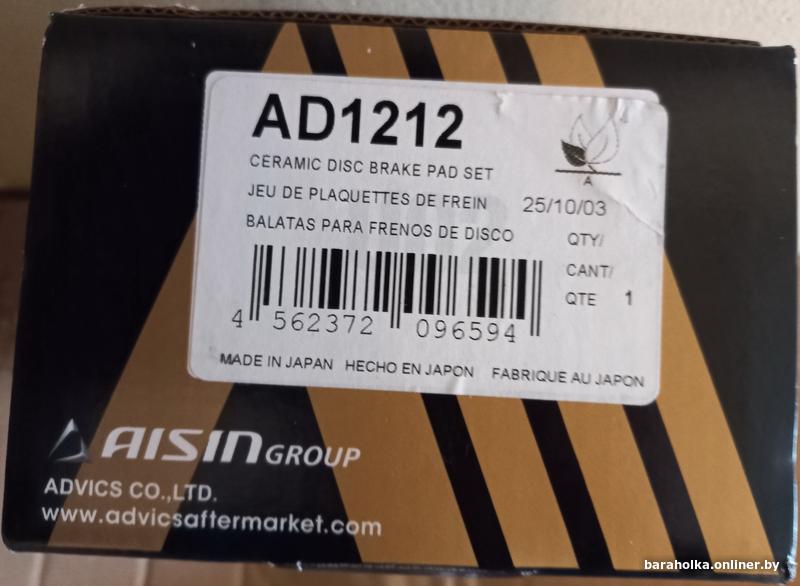 AD1212
CERAMIC DISC BRAKE PAD SET
A
JEU DE PLAQUETTES DE FREIN 25/10/03
BALATAS PARA FRENOS DE DISCO QTY/
CANT/
QTE 1
4 562372 096594
MADE IN JAPAN HECHO EN JAPON FABRIQUE AU JAPON
AISIN GROUP
ADVICS CO.,LTD.
www.advicsaftermarket.com
baraholka.onliner.by